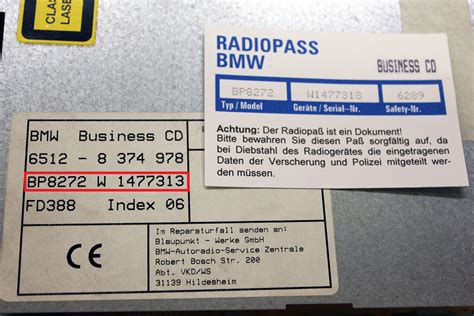 CLAS
LASE
RADIOPASS
BMW
BUSINESS CD
BP8272 W1477313 6289
Typ / Model Geräte / Serial-Nr. Safety-Nr.
Achtung: Der Radiopaß ist ein Dokument!
Bitte bewahren Sie diesen Paß sorgfältig auf, da
bei Diebstahl des Radiogerätes die eingetragenen
Daten der Verscherung und Polizei mitgeteilt wer-
den müssen.
BMW Business CD
6512 - 8 374 978
BP8272 W 1477313
FD388 Index 06
CE
Im Reparaturfall senden an:
Blaupunkt - Werke GmbH
BMW-Autoradio-Service Zentrale
Robert Bosch Str. 200
Abt. VKD/WS
31139 Hildesheim